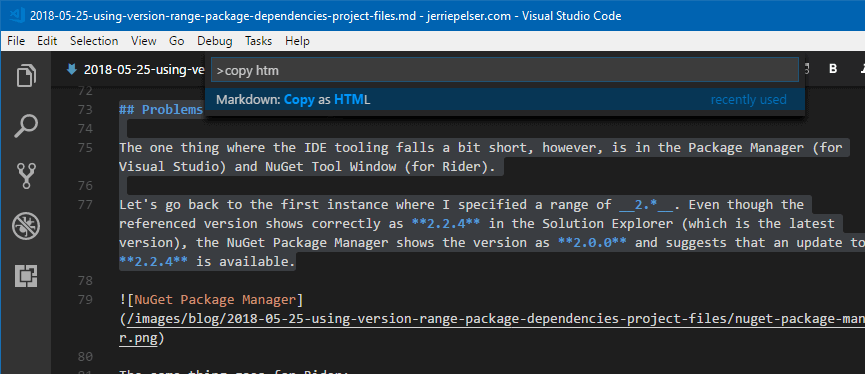 2018-05-25-using-version-range-package-dependencies-project-files.md - jerriepelser.com - Visual Studio Code
File Edit Selection View Go Debug Tasks Help
2018-05-25-using-ve
>copy htm
B
Markdown: Copy as HTML recently used
72
73 ## Problems
74
75 The one thing where the IDE tooling falls a bit short, however, is in the Package Manager (for
Visual Studio) and NuGet Tool Window (for Rider).
76
77 Let's go back to the first instance where I specified a range of __2.*__. Even though the
referenced version shows correctly as **2.2.4** in the Solution Explorer (which is the latest
version), the NuGet Package Manager shows the version as **2.0.0** and suggests that an update to
**2.2.4** is available.
78
79 ![NuGet Package Manager]
(/images/blog/2018-05-25-using-version-range-package-dependencies-project-files/nuget-package-man
r.png)
80
81 The same thing goes for Rider: